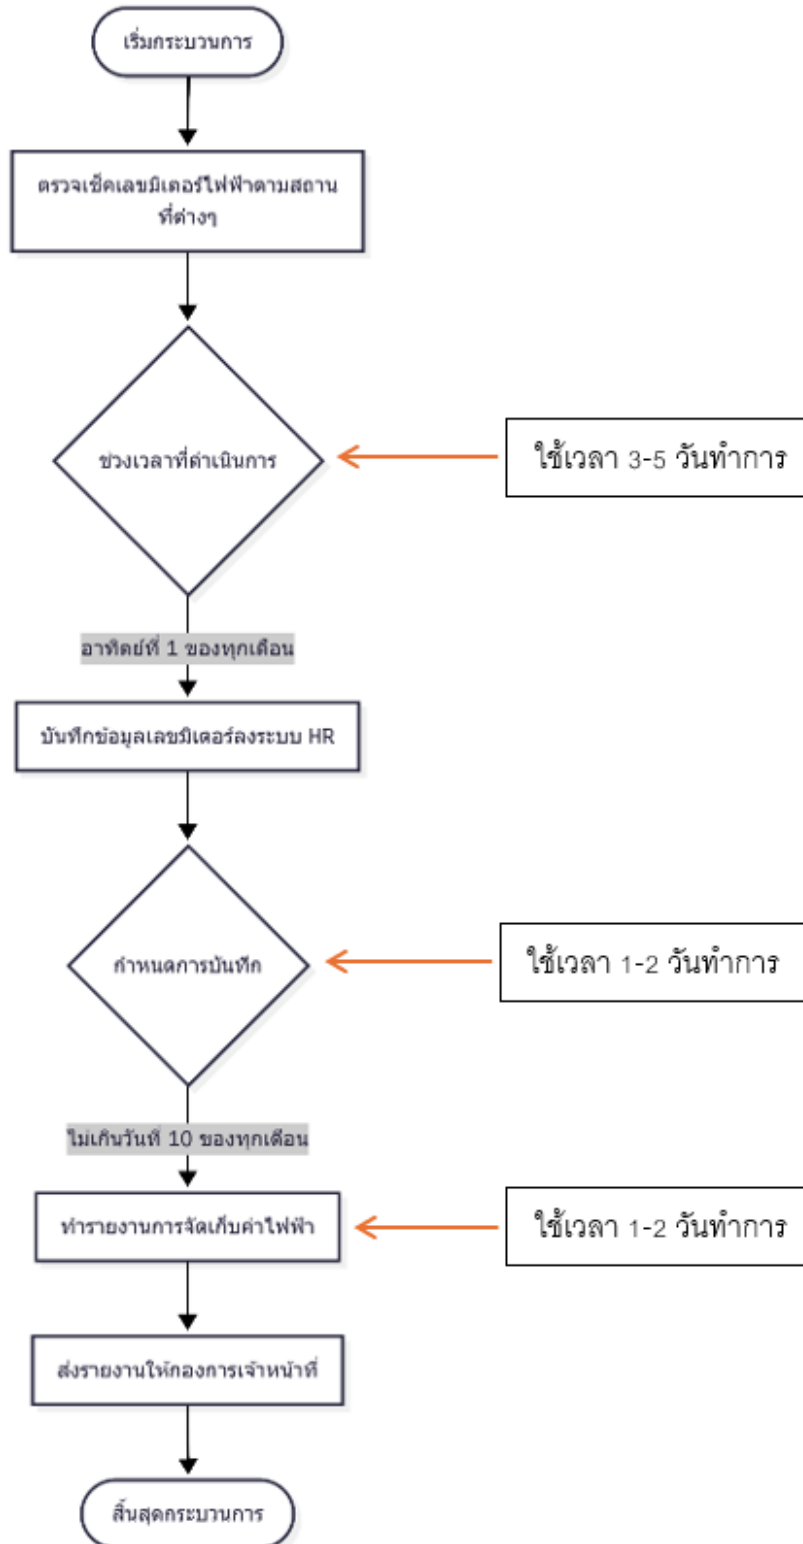 เริ่มกระบวนการ
ตรวจเช็คเลขมิเตอร์ไฟฟ้าตามสถาน
ที่ต่างๆ
ช่วงเวลาที่ดำเนินการ
ใช้เวลา 3-5 วันทำการ
อาทิตย์ที่ 1 ของทุกเดือน
บันทึกข้อมูลเลขมิเตอร์ลงระบบ HR
กำหนดการบันทึก
ใช้เวลา 1-2 วันทำการ
ไม่เกินวันที่ 10 ของทุกเดือน
ทำรายงานการจัดเก็บค่าไฟฟ้า
ใช้เวลา 1-2 วันทำการ
ส่งรายงานให้กองการเจ้าหน้าที่
สิ้นสุดกระบวนการ